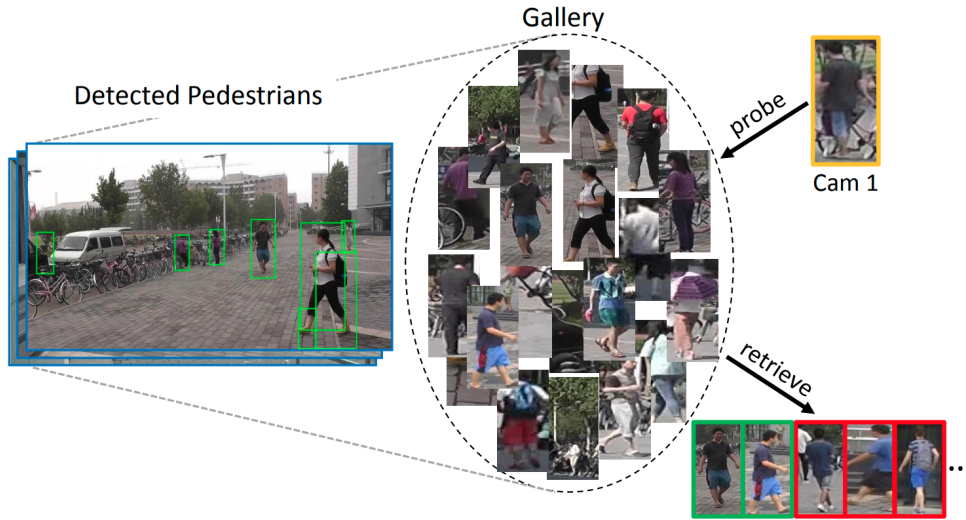 Gallery
Detected Pedestrians
probe
Cam 1
retrieve
..